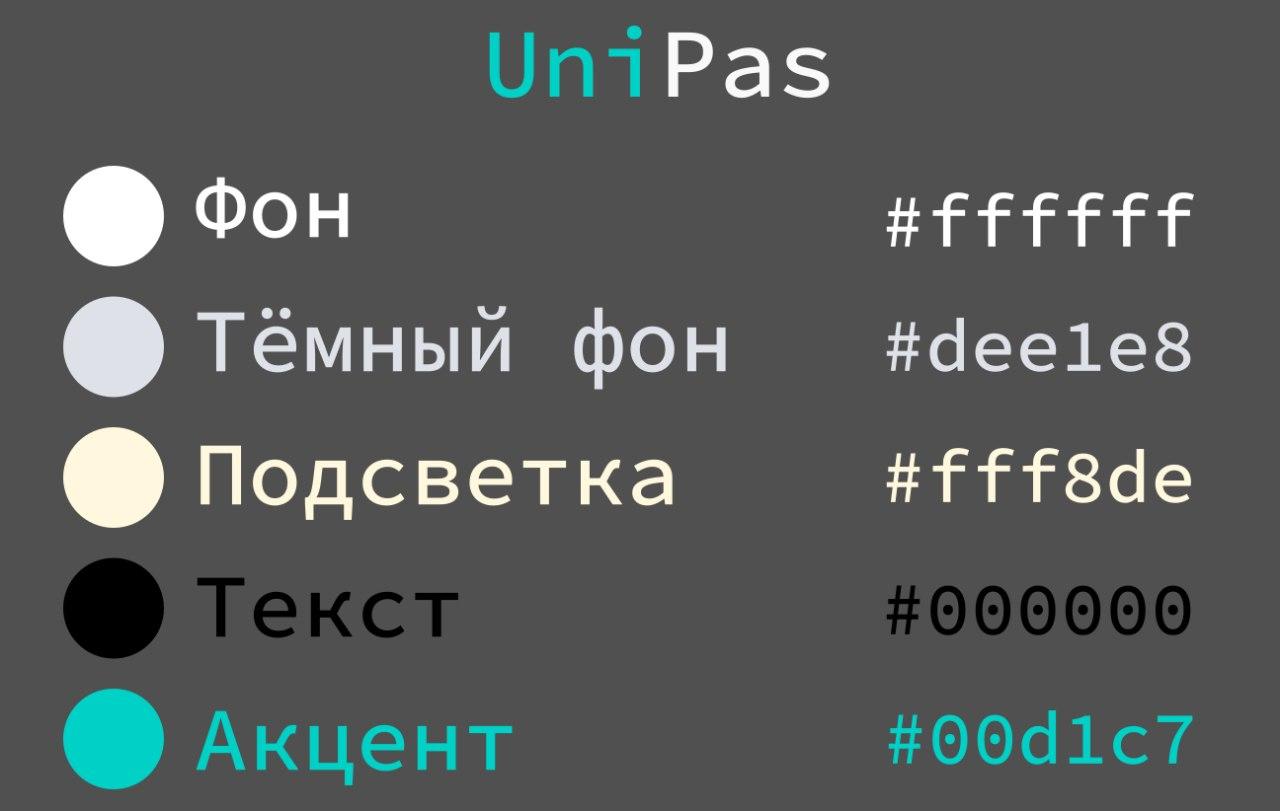 UniPas
Фон #ffffff
Тёмный фон #dee1e8
Подсветка #fff8de
Текст #000000
Акцент #00d1c7